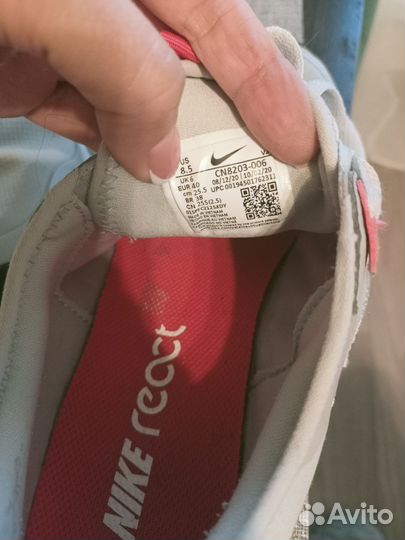 US
8.5
UK 6
EUR 40
cm 25.5
BR 38
CN 255(2.5)
CN8203-006
08/12/20 10/02/20
UPC 00194501762311
MADE IN VIETNAM
NIKE react
Avito